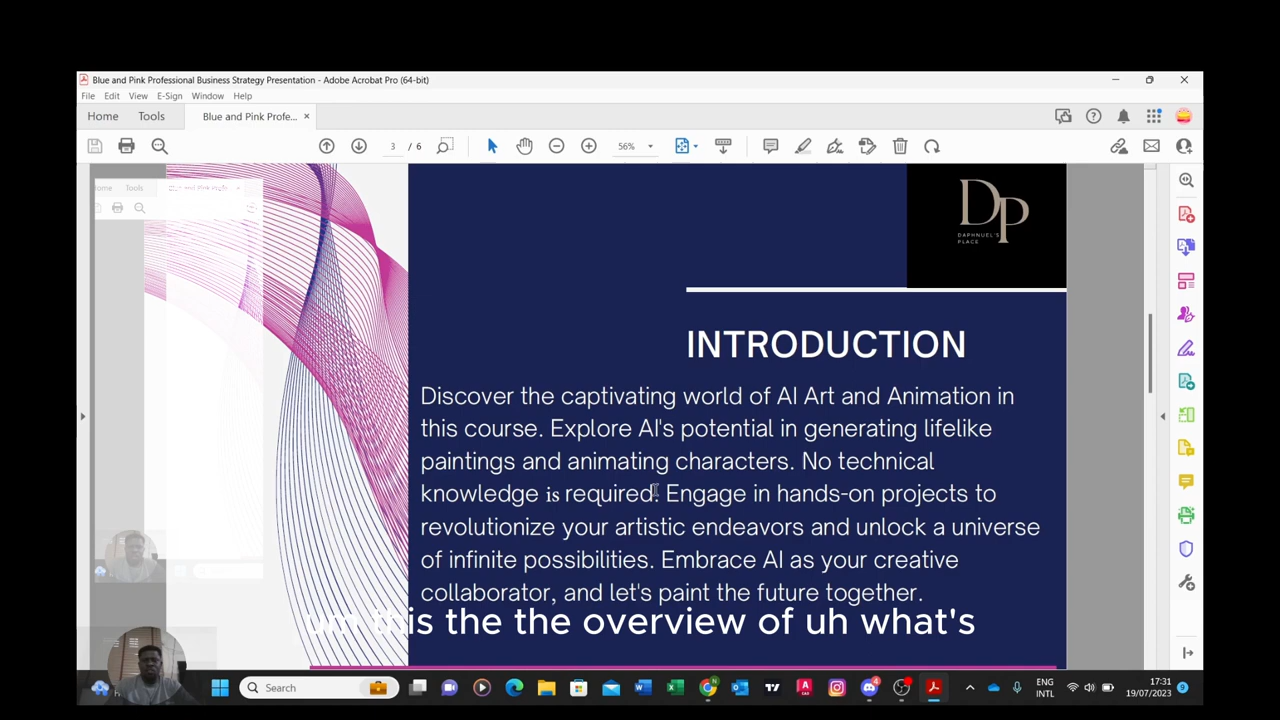 Blue and Pink Professional Business Strategy Presentation - Adobe Acrobat Pro (64-bit)
File Edit View E-Sign Window Help
Home Tools Blue and Pink Profe... ×
3 / 6 56%
Tools
DP
DAPHNUEL'S
PLACE
INTRODUCTION
Discover the captivating world of AI Art and Animation in
this course. Explore AI's potential in generating lifelike
paintings and animating characters. No technical
knowledge is required. Engage in hands-on projects to
revolutionize your artistic endeavors and unlock a universe
of infinite possibilities. Embrace AI as your creative
collaborator, and let's paint the future together.
um this the the overview of uh what's
Search
ENG
INTL
17:31
19/07/2023